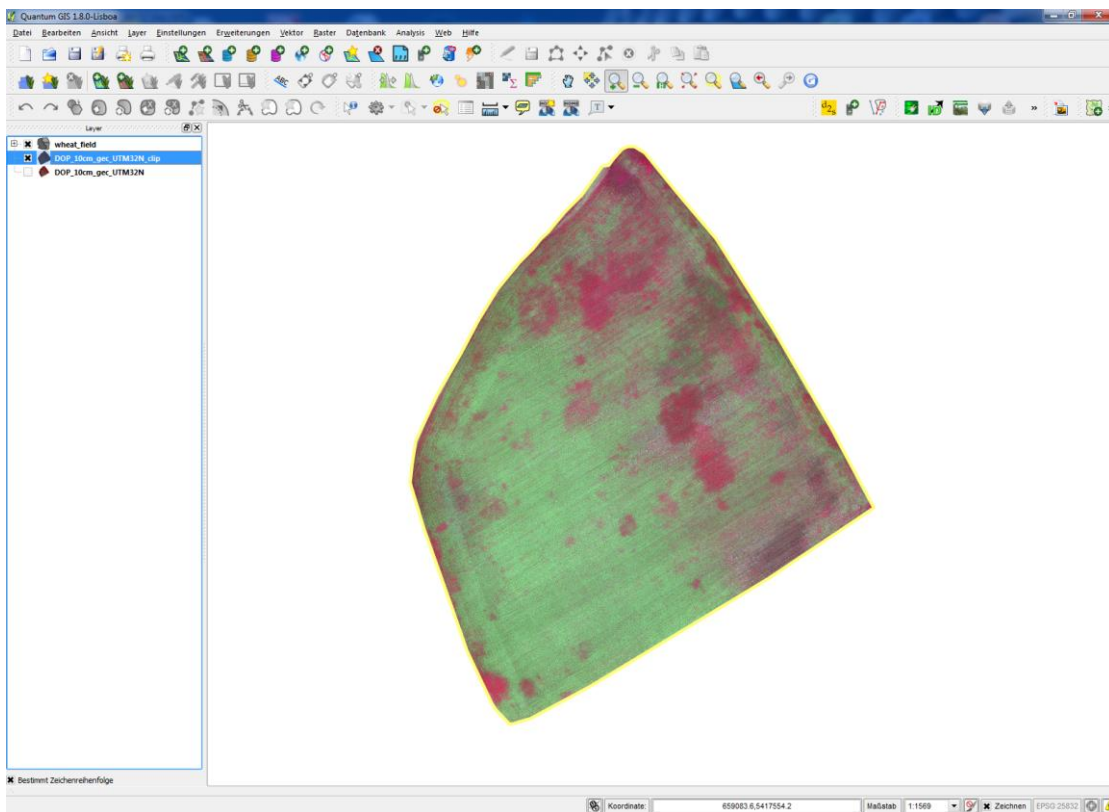 Quantum GIS 1.8.0-Lisboa
Datei Bearbeiten Ansicht Layer Einstellungen Erweiterungen Vektor Raster Datenbank Analysis Web Hilfe
Layer
wheat_field
DOP_10cm_gec_UTM32N_clip
DOP_10cm_gec_UTM32N
Bestimmt Zeichenreihenfolge
Koordinate: 659083.6,5417554.2 Maßstab 1:1569 Zeichnen EPSG:25832